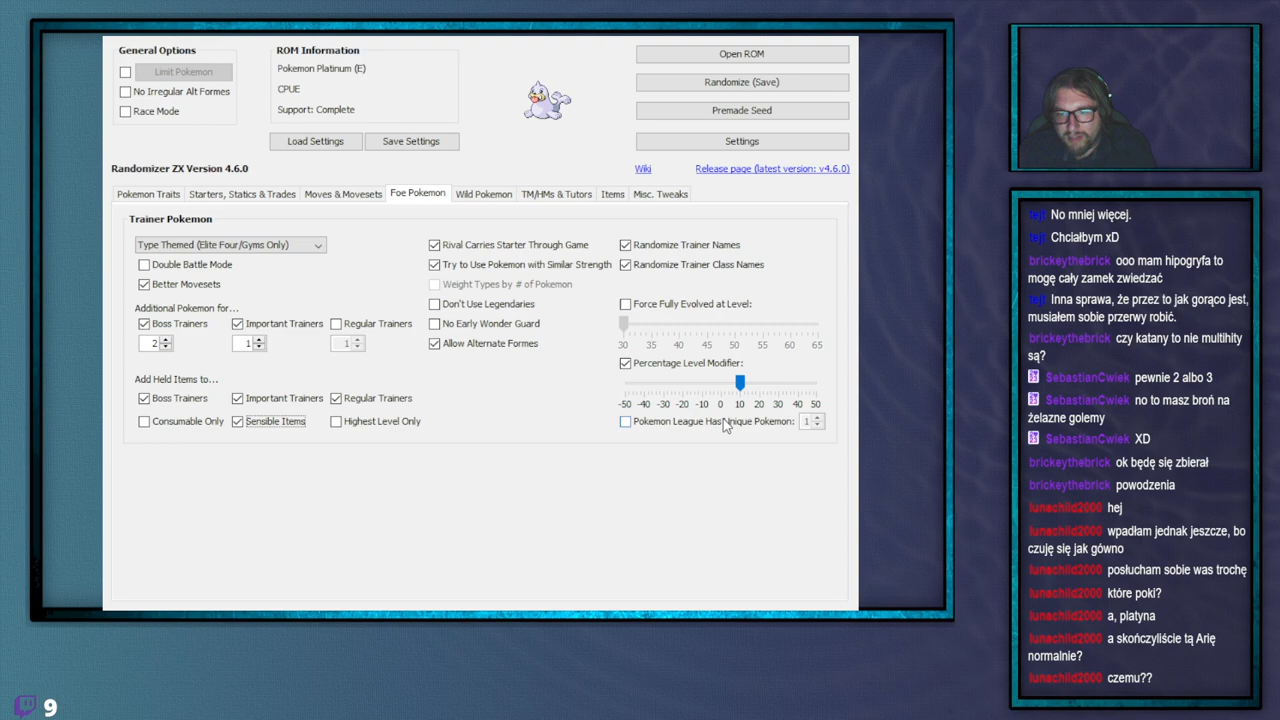 General Options
Limit Pokemon
No Irregular Alt Formes
Race Mode
ROM Information
Pokemon Platinum (E)
CPUE
Support: Complete
Load Settings
Save Settings
Open ROM
Randomize (Save)
Premade Seed
Settings
Randomizer ZX Version 4.6.0
Wiki
Release page (latest version: v4.6.0)
Pokemon Traits
Starters, Statics & Trades
Moves & Movesets
Foe Pokemon
Wild Pokemon
TM/HMs & Tutors
Items
Misc. Tweaks
Trainer Pokemon
Type Themed (Elite Four/Gyms Only)
Double Battle Mode
Better Movesets
Additional Pokemon for...
Boss Trainers
Important Trainers
Regular Trainers
2
1
1
Add Held Items to...
Boss Trainers
Important Trainers
Regular Trainers
Consumable Only
Sensible Items
Highest Level Only
Rival Carries Starter Through Game
Try to Use Pokemon with Similar Strength
Weight Types by # of Pokemon
Don't Use Legendaries
No Early Wonder Guard
Allow Alternate Formes
Randomize Trainer Names
Randomize Trainer Class Names
Force Fully Evolved at Level:
30 35 40 45 50 55 60 65
Percentage Level Modifier:
-50 -40 -30 -20 -10 0 10 20 30 40 50
Pokemon League Has Unique Pokemon:
1
tejt No mniej więcej.
tejt Chciałbym xD
brickeythebrick ooo mam hipogryfa to
mogę cały zamek zwiedzać
tejt Inna sprawa, że przez to jak gorąco jest,
musiałem sobie przerwy robić.
brickeythebrick czy katany to nie multihity
są?
SebastianCwiek pewnie 2 albo 3
SebastianCwiek no to masz broń na
żelazne golemy
SebastianCwiek XD
brickeythebrick ok będę się zbierał
brickeythebrick powodzenia
lunachild2000 hej
lunachild2000 wpadłam jednak jeszcze, bo
czuję się jak gówno
lunachild2000 posłucham sobie was trochę
lunachild2000 które poki?
lunachild2000 a, platyna
lunachild2000 a skończyliście tą Arię
normalnie?
lunachild2000 czemu??
9